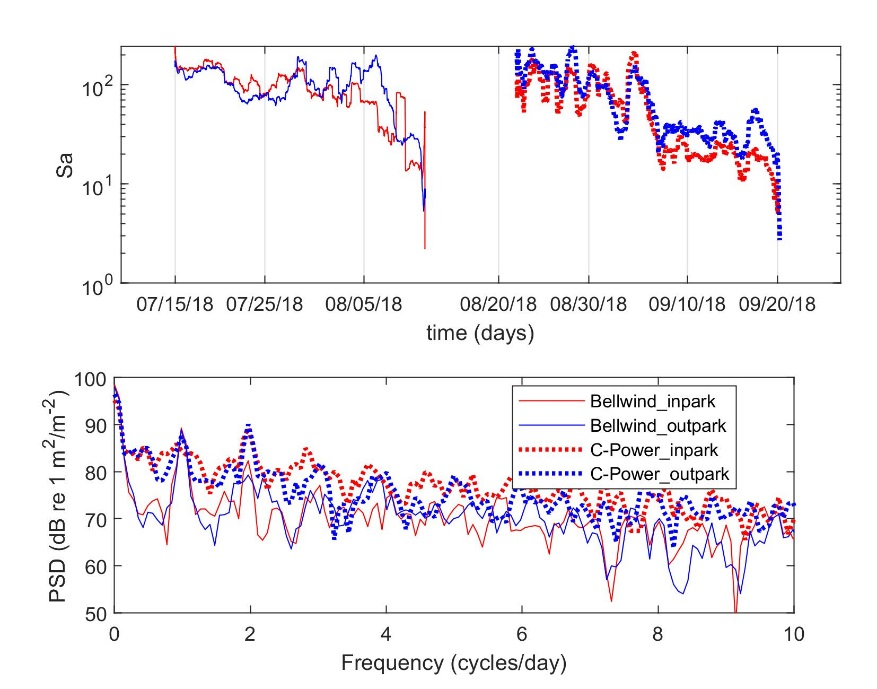 10^2
10^1
10^0
Sa
07/15/18 07/25/18 08/05/18 08/20/18 08/30/18 09/10/18 09/20/18
time (days)
100
90
80
70
60
50
PSD (dB re 1 m^2/m^-2)
Bellwind_inpark
Bellwind_outpark
C-Power_inpark
C-Power_outpark
0 2 4 6 8 10
Frequency (cycles/day)